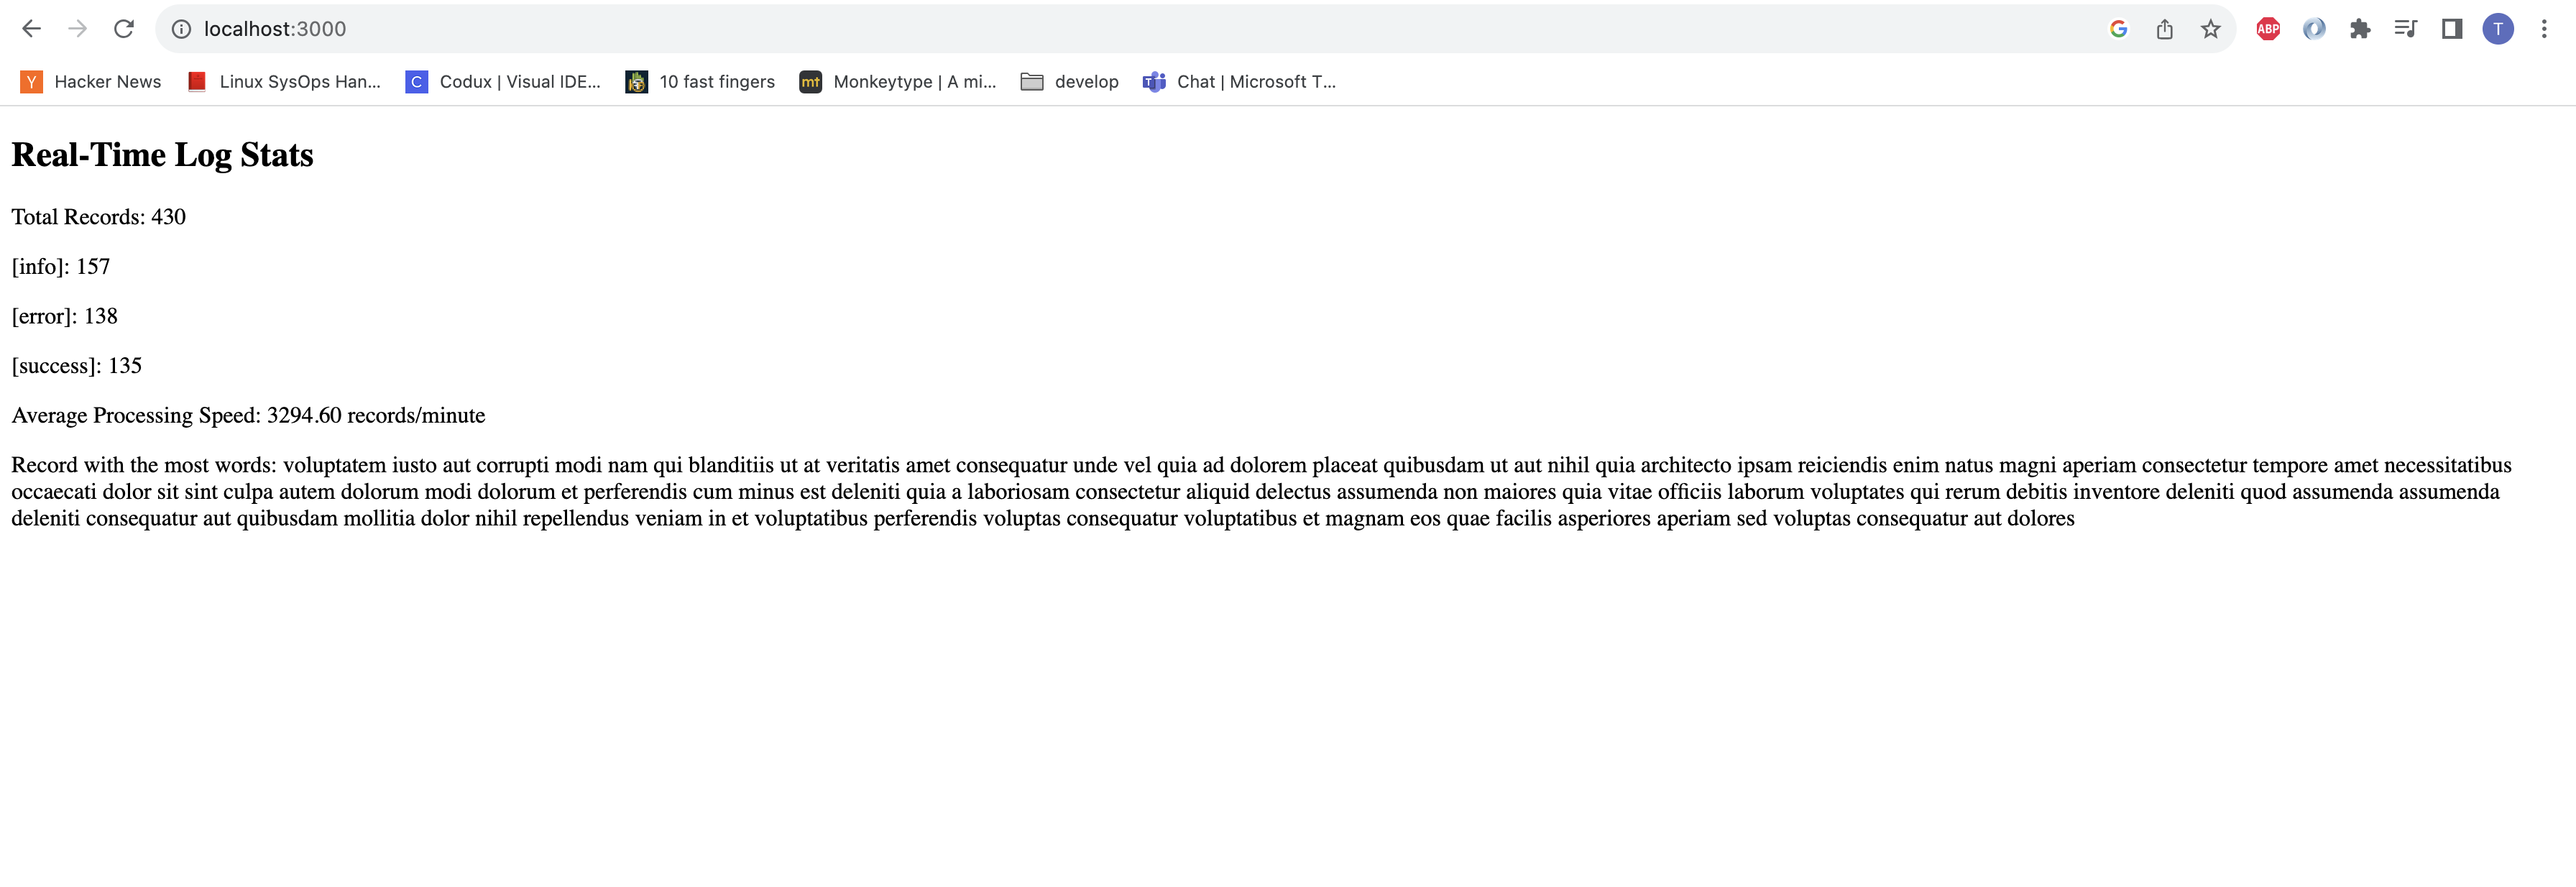 localhost:3000
ABP
T
Y Hacker News Linux SysOps Han... C Codux | Visual IDE... 10 fast fingers mt Monkeytype | A mi... develop Chat | Microsoft T...
Real-Time Log Stats
Total Records: 430
[info]: 157
[error]: 138
[success]: 135
Average Processing Speed: 3294.60 records/minute
Record with the most words: voluptatem iusto aut corrupti modi nam qui blanditiis ut at veritatis amet consequatur unde vel quia ad dolorem placeat quibusdam ut aut nihil quia architecto ipsam reiciendis enim natus magni aperiam consectetur tempore amet necessitatibus
occaecati dolor sit sint culpa autem dolorum modi dolorum et perferendis cum minus est deleniti quia a laboriosam consectetur aliquid delectus assumenda non maiores quia vitae officiis laborum voluptates qui rerum debitis inventore deleniti quod assumenda assumenda
deleniti consequatur aut quibusdam mollitia dolor nihil repellendus veniam in et voluptatibus perferendis voluptas consequatur voluptatibus et magnam eos quae facilis asperiores aperiam sed voluptas consequatur aut dolores